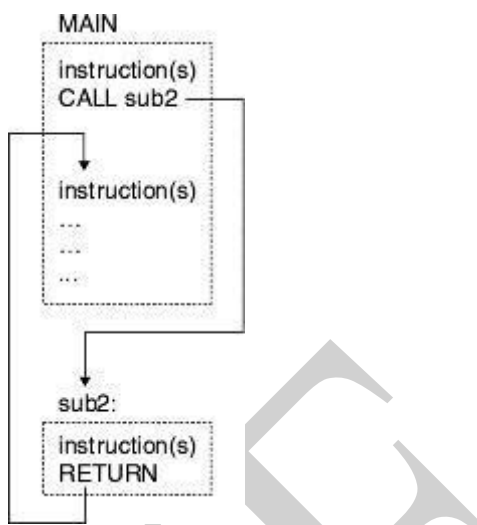 MAIN
instruction(s)
CALL sub2
instruction(s)
...
...
...
sub2:
instruction(s)
RETURN